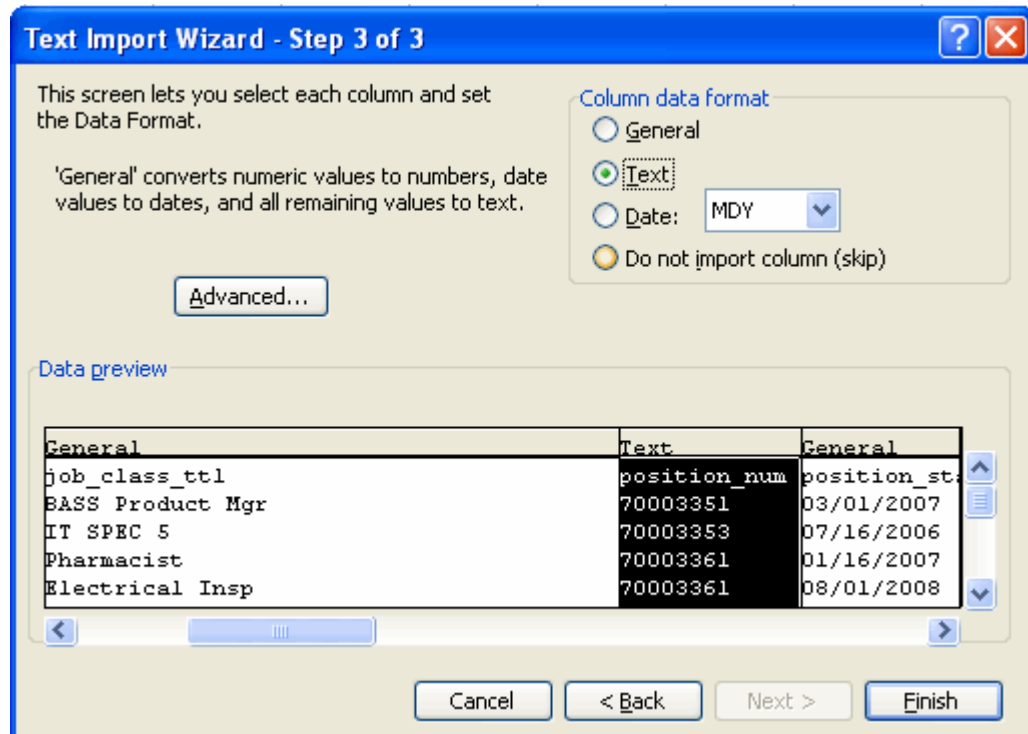 Text Import Wizard - Step 3 of 3
This screen lets you select each column and set
the Data Format.
'General' converts numeric values to numbers, date
values to dates, and all remaining values to text.
Advanced...
Column data format
General
Text
Date: MDY
Do not import column (skip)
Data preview
General Text General
job_class_ttl position_num position_sta
BASS Product Mgr 70003351 03/01/2007
IT SPEC 5 70003353 07/16/2006
Pharmacist 70003361 01/16/2007
Electrical Insp 70003361 08/01/2008
Cancel < Back Next > Finish